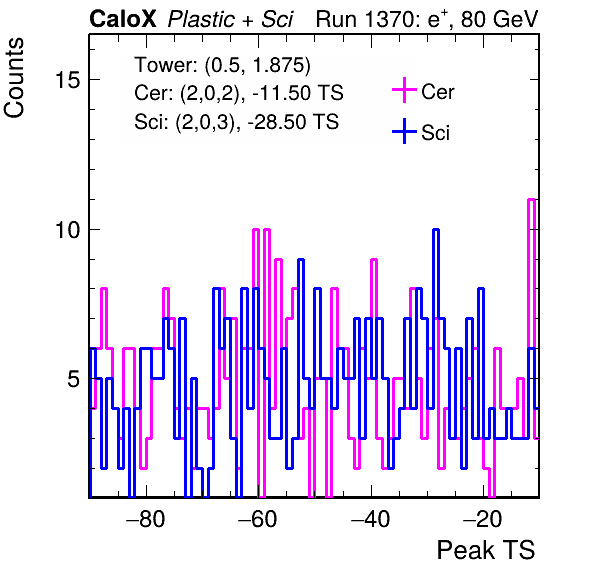 CaloX Plastic + Sci Run 1370: e+, 80 GeV
Counts
Tower: (0.5, 1.875)
Cer: (2,0,2), -11.50 TS
Sci: (2,0,3), -28.50 TS
Cer
Sci
15
10
5
−80 −60 −40 −20
Peak TS